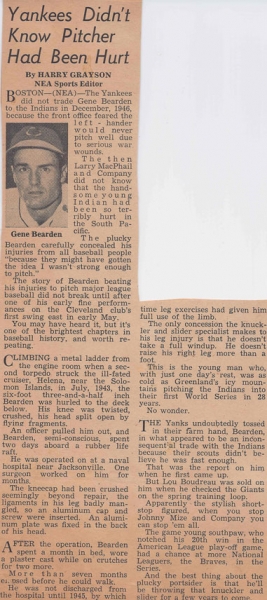 Yankees Didn't
Know Pitcher
Had Been Hurt
By HARRY GRAYSON
NEA Sports Editor
BOSTON—(NEA)—The Yankees
did not trade Gene Bearden
to the Indians in December, 1946,
because the front office feared the
left - hander
would never
pitch well due
to serious war
wounds.
The then
Larry MacPhail
and Company
did not know
that the hand-
some young
Indian had
been so ter-
ribly hurt in
the South Pa-
cific.
Gene Bearden
The plucky
Bearden carefully concealed his
injuries from all baseball people
"because they might have gotten
the idea I wasn't strong enough
to pitch."
The story of Bearden beating
his injuries to pitch major league
baseball did not break until after
one of his early fine perform-
ances on the Cleveland club's
first swing east in early May.
You may have heard it, but it's
one of the brightest chapters in
baseball history, and worth re-
peating.
CLIMBING a metal ladder from
the engine room when a sec-
ond torpedo struck the ill-fated
cruiser, Helena, near the Solo-
mon Islands, in July, 1943, the
six-foot three-and-a-half inch
Bearden was hurled to the deck
below. His knee was twisted,
crushed, his head split open by
flying fragments.
An officer pulled him out, and
Bearden, semi-conscious, spent
two days aboard a rubber life
raft.
He was operated on at a naval
hospital near Jacksonville. One
surgeon worked on him for
months.
The kneecap had been crushed
seemingly beyond repair, the
ligaments in his leg badly man-
gled, so an aluminum cap and
screw were inserted. An alumi-
num plate was fixed in the back
of his head.
AFTER the operation, Bearden
spent a month in bed, wore
a plaster cast while on crutches
for two more.
More than seven months
passed before he could walk.
He was not discharged from
the hospital until 1945, by which
time leg exercises had given him
full use of the limb.
The only concession the knuck-
ler and slider specialist makes to
his leg injury is that he doesn't
take a full windup. He doesn't
raise his right leg more than a
foot.
This is the young man who,
with just one day's rest, was as
cold as Greenland's icy moun-
tains pitching the Indians into
their first World Series in 28
years.
No wonder.
THE Yanks undoubtedly tossed
in their farm hand, Bearden,
in what appeared to be an incon-
sequential trade with the Indians
because their scouts didn't be-
lieve he was fast enough.
That was the report on him
when he first came up.
But Lou Boudreau was sold on
him when he checked the Giants
on the spring training loop.
Apparently the stylish short-
stop figured, when you stop
Johnny Mize and Company you
can stop 'em all.
The game young southpaw, who
notched his 20th win in the
American League play-off game,
had a chance at more National
Leaguers, the Braves, in the
Series.
And the best thing about the
plucky portsider is that he'll
be throwing that knuckler and
slider for a few years to come.